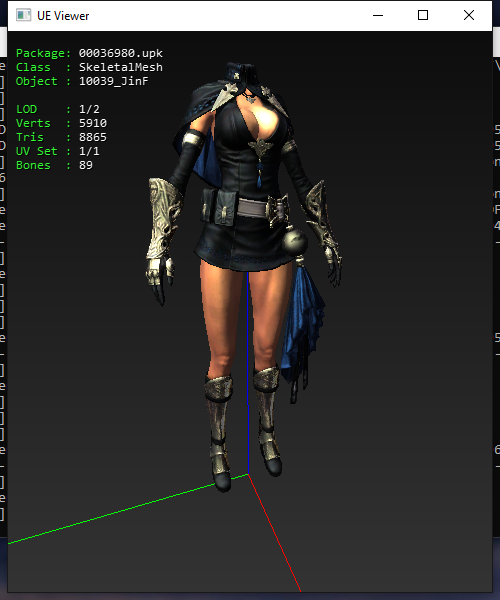 UE Viewer
Package: 00036980.upk
Class : SkeletalMesh
Object : 10039_JinF
LOD : 1/2
Verts : 5910
Tris : 8865
UV Set : 1/1
Bones : 89